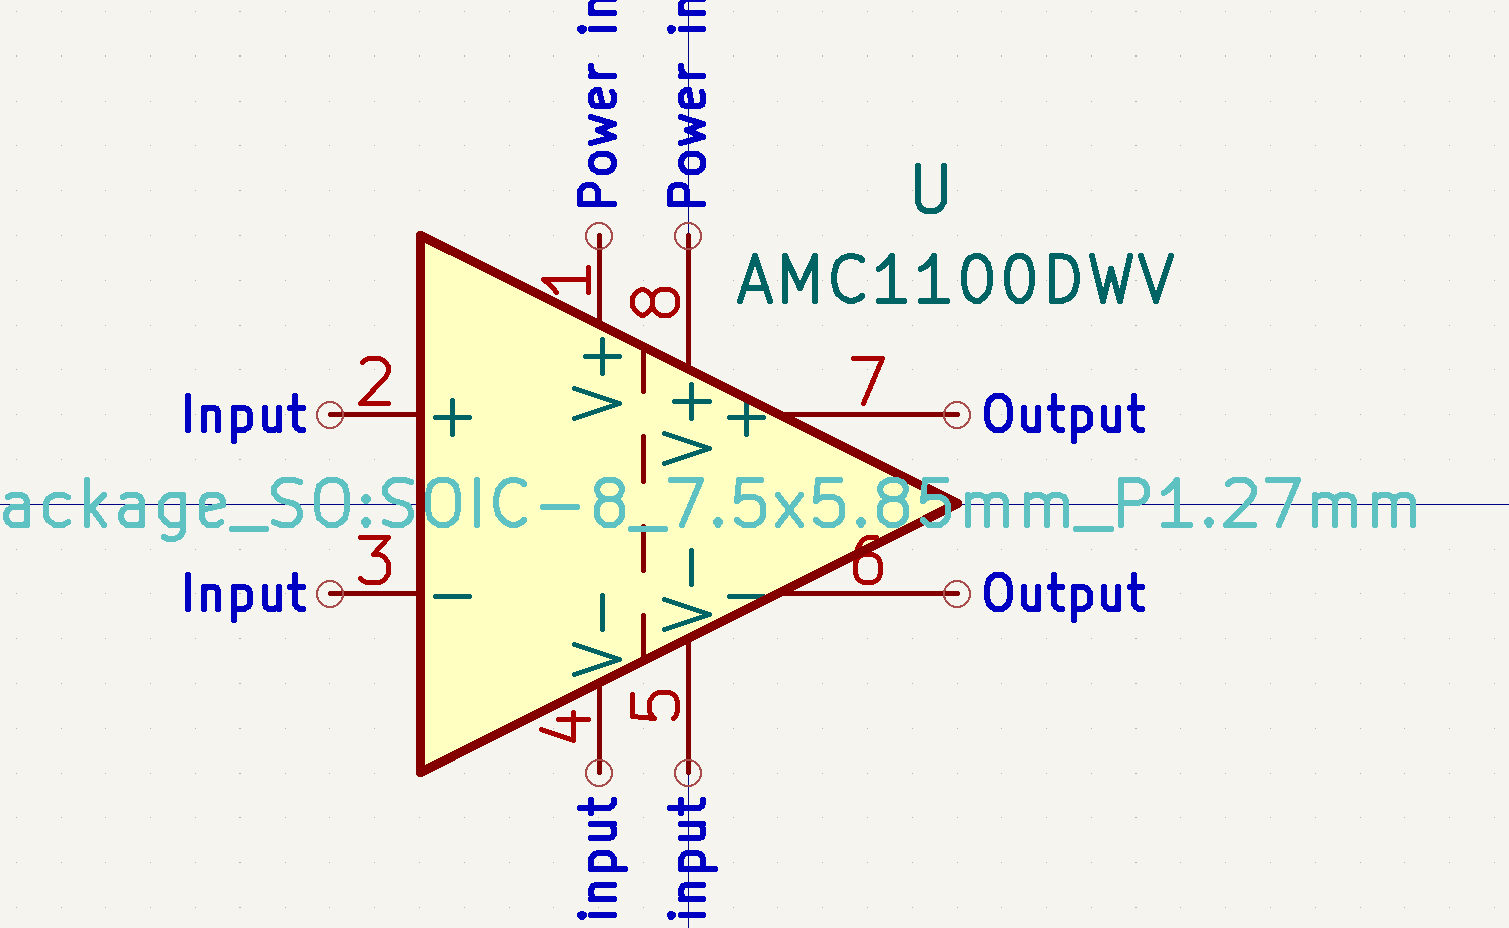 Power in
Power in
U
AMC1100DWV
1
8
2
7
Input
+
V+
V+
+
Output
ackage_SO:SOIC-8_7.5x5.85mm_P1.27mm
3
6
Input
−
V−
V−
−
Output
4
5
input
input